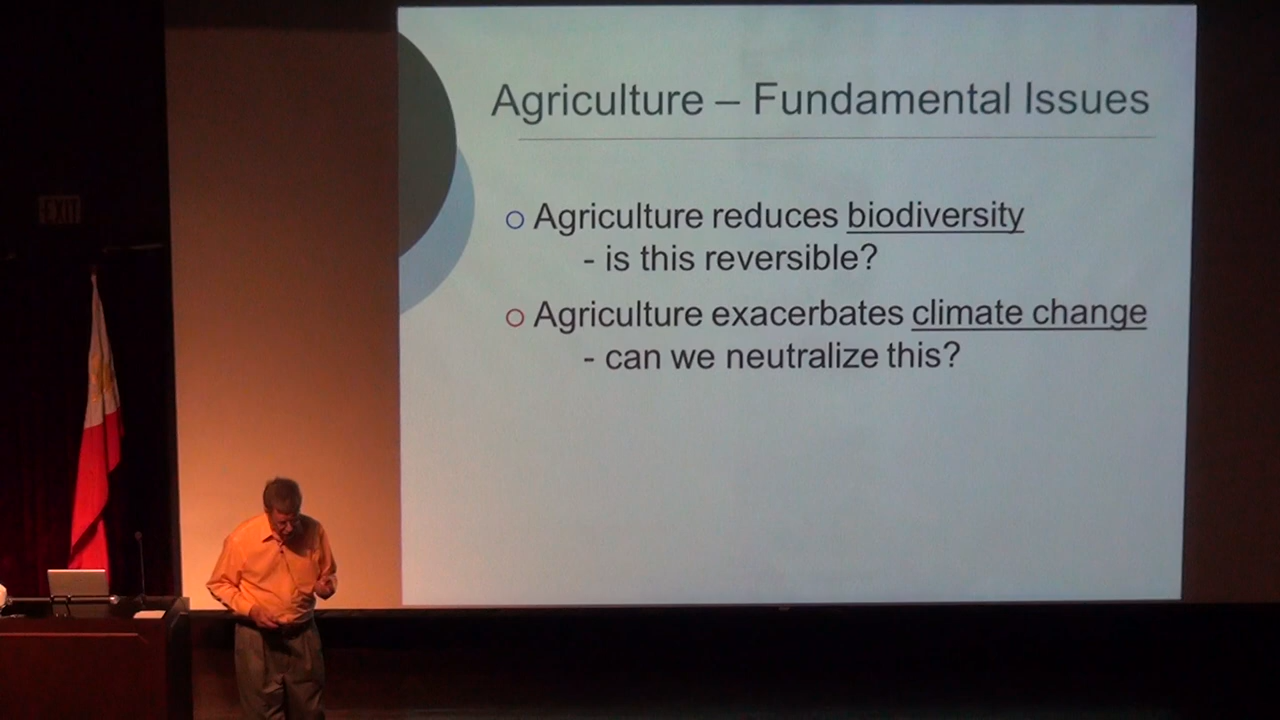 Agriculture – Fundamental Issues
Agriculture reduces biodiversity
- is this reversible?
Agriculture exacerbates climate change
- can we neutralize this?
EXIT